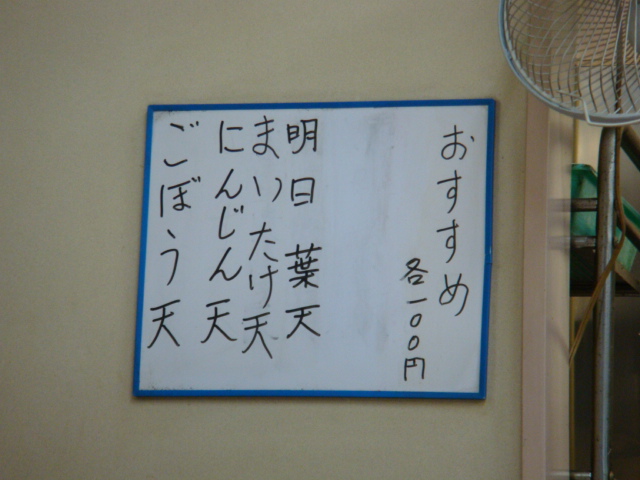 おすすめ
各一〇〇円
明日葉天
まいたけ天
にんじん天
ごぼう天